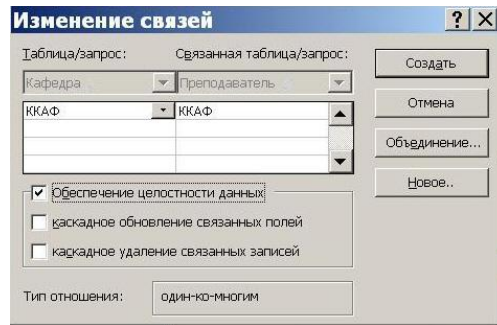 Изменение связей ? X
Таблица/запрос: Связанная таблица/запрос:
Создать
Кафедра Преподаватель
ККАФ ККАФ
Отмена
Объединение...
Новое..
Обеспечение целостности данных
каскадное обновление связанных полей
каскадное удаление связанных записей
Тип отношения: один-ко-многим